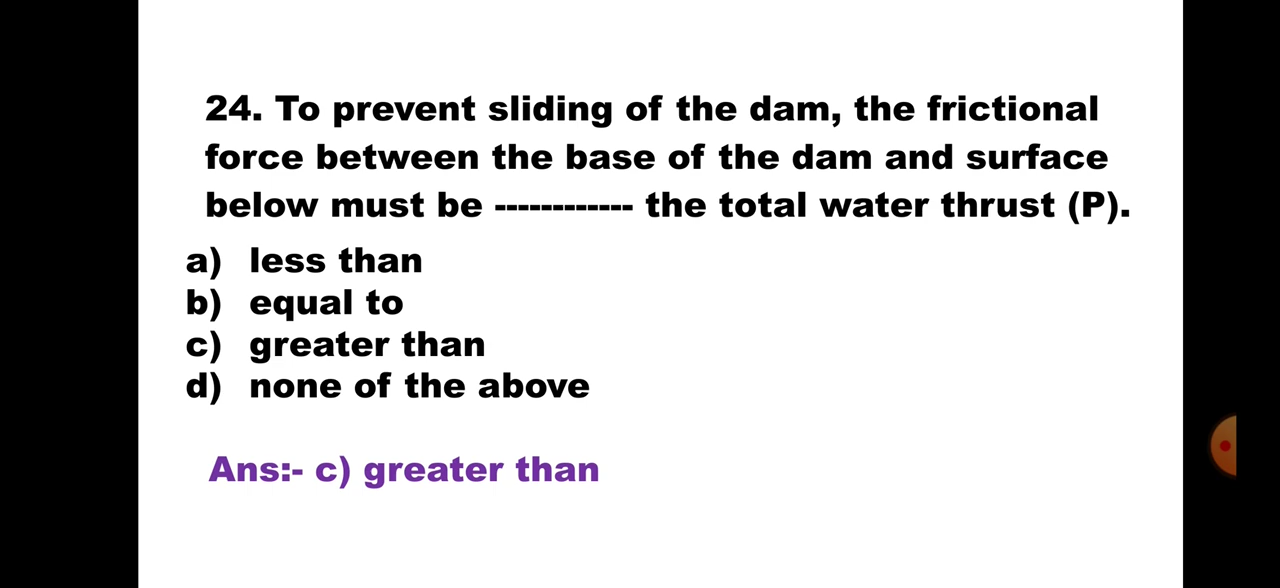 24. To prevent sliding of the dam, the frictional
force between the base of the dam and surface
below must be ------------ the total water thrust (P).
a) less than
b) equal to
c) greater than
d) none of the above
Ans:- c) greater than